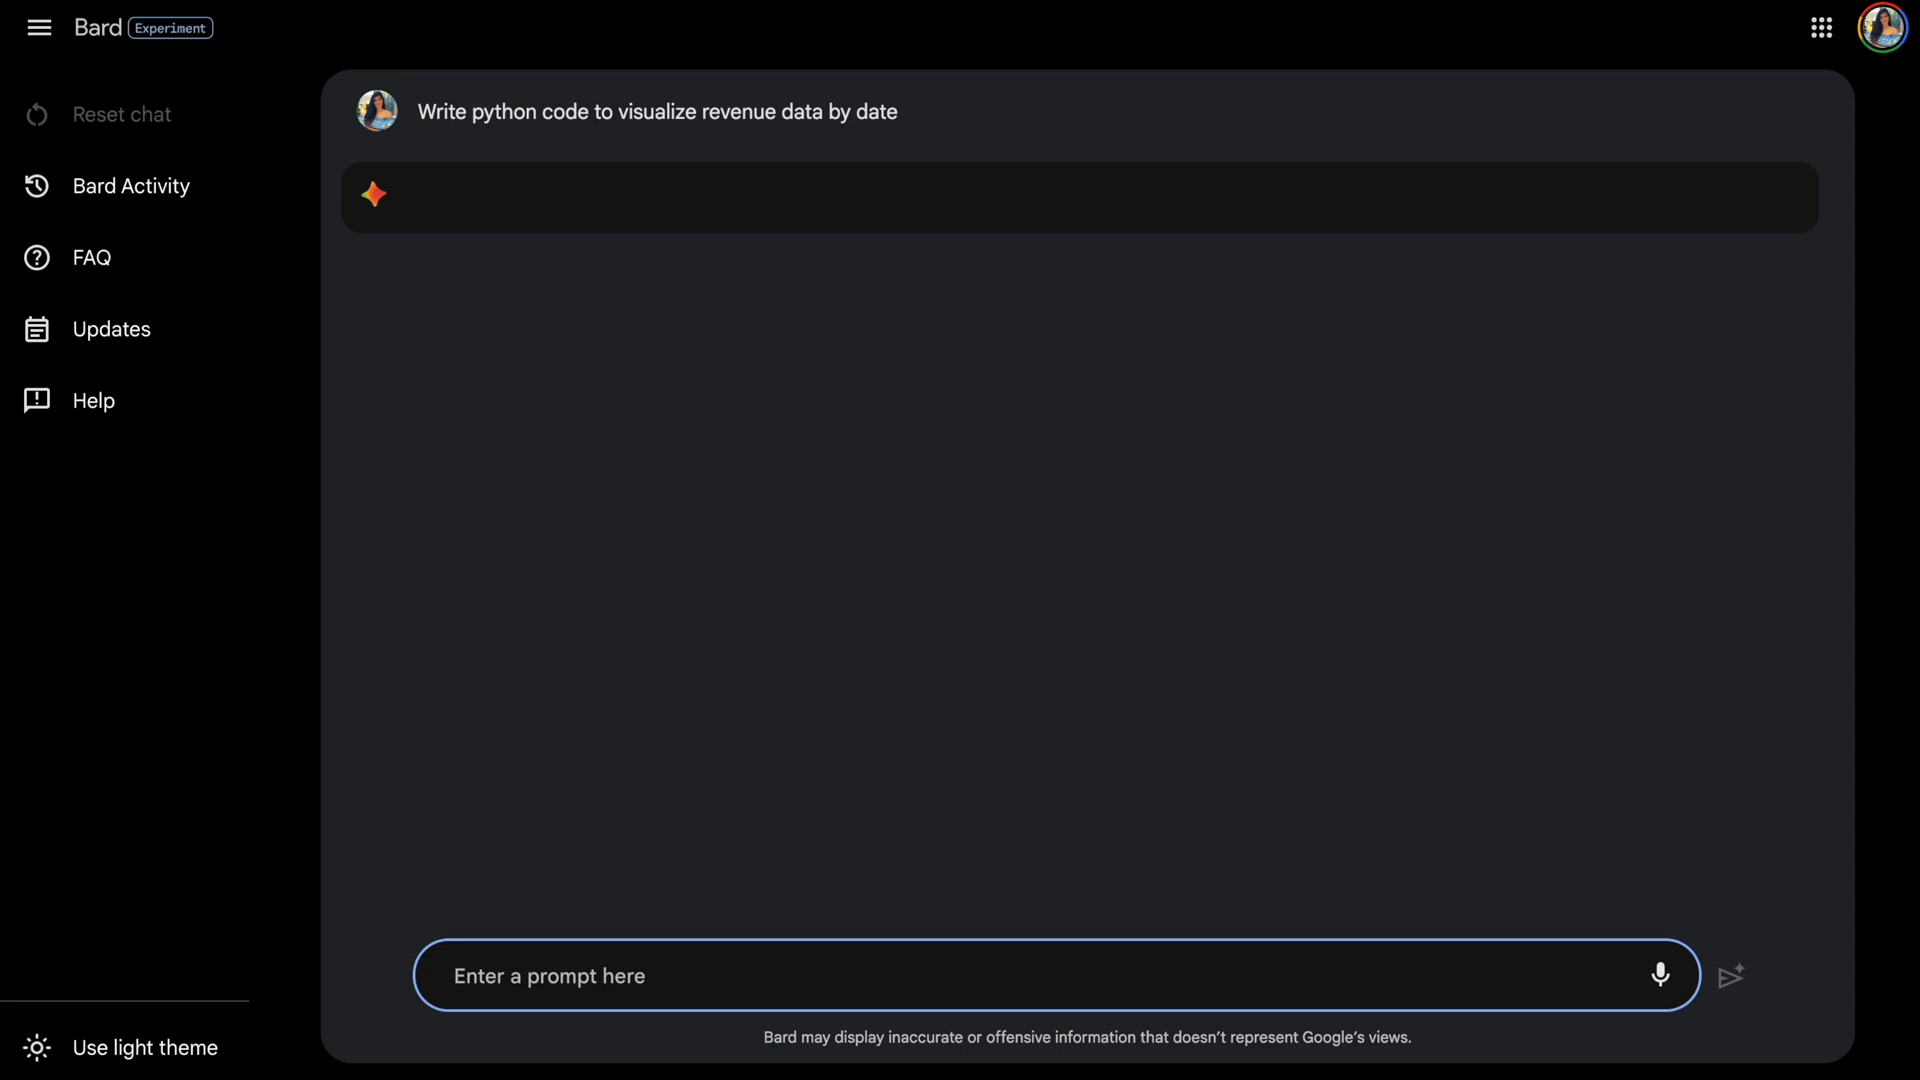 Bard Experiment
Reset chat
Bard Activity
FAQ
Updates
Help
Use light theme
Write python code to visualize revenue data by date
Enter a prompt here
Bard may display inaccurate or offensive information that doesn’t represent Google’s views.